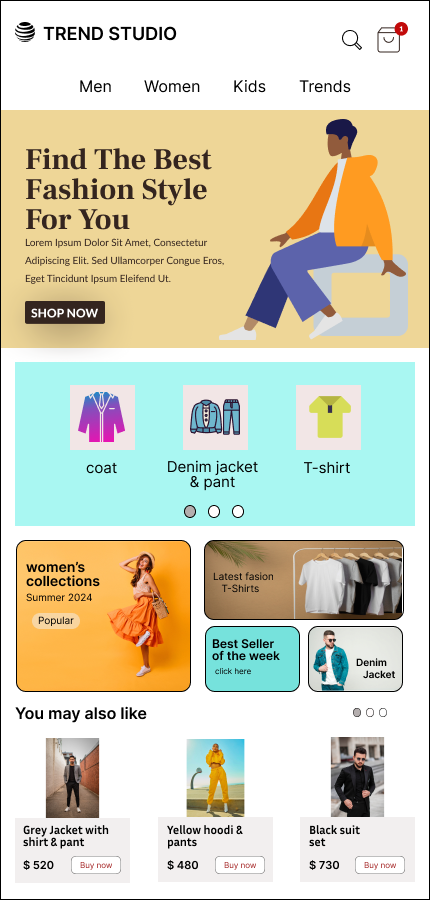 TREND STUDIO
1
Men Women Kids Trends
Find The Best
Fashion Style
For You
Lorem Ipsum Dolor Sit Amet, Consectetur
Adipiscing Elit. Sed Ullamcorper Congue Eros,
Eget Tincidunt Ipsum Eleifend Ut.
SHOP NOW
coat
Denim jacket
& pant
T-shirt
women's
collections
Summer 2024
Popular
Latest fasion
T-Shirts
Best Seller
of the week
click here
Denim
Jacket
You may also like
Grey Jacket with
shirt & pant
$ 520 Buy now
Yellow hoodi &
pants
$ 480 Buy now
Black suit
set
$ 730 Buy now